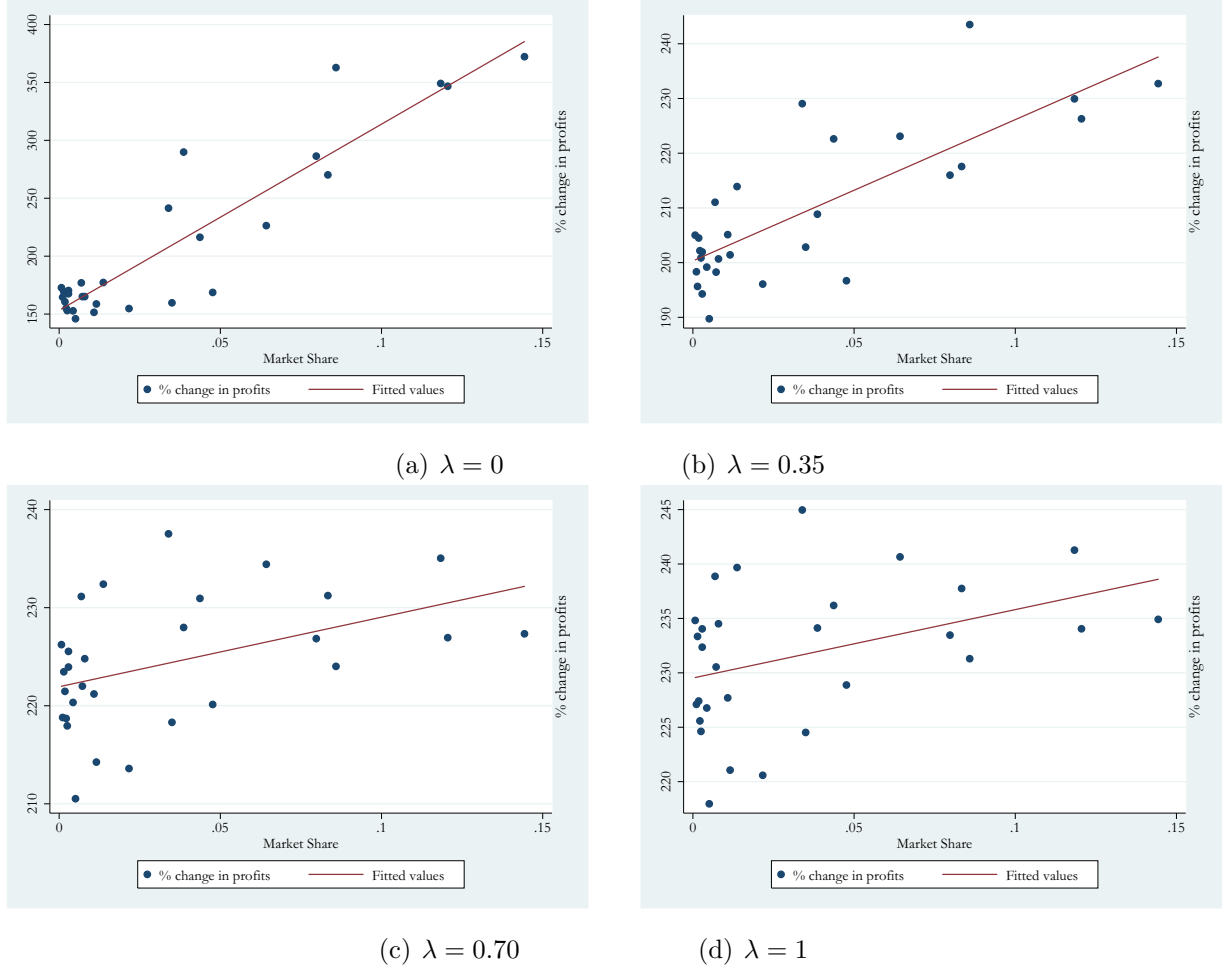 400
350
300
250
200
150
% change in profits
0 .05 .1 .15
Market Share
% change in profits Fitted values
(a) λ = 0
240
230
220
210
200
190
% change in profits
0 .05 .1 .15
Market Share
% change in profits Fitted values
(b) λ = 0.35
240
230
220
210
% change in profits
0 .05 .1 .15
Market Share
% change in profits Fitted values
(c) λ = 0.70
245
240
235
230
225
220
% change in profits
0 .05 .1 .15
Market Share
% change in profits Fitted values
(d) λ = 1